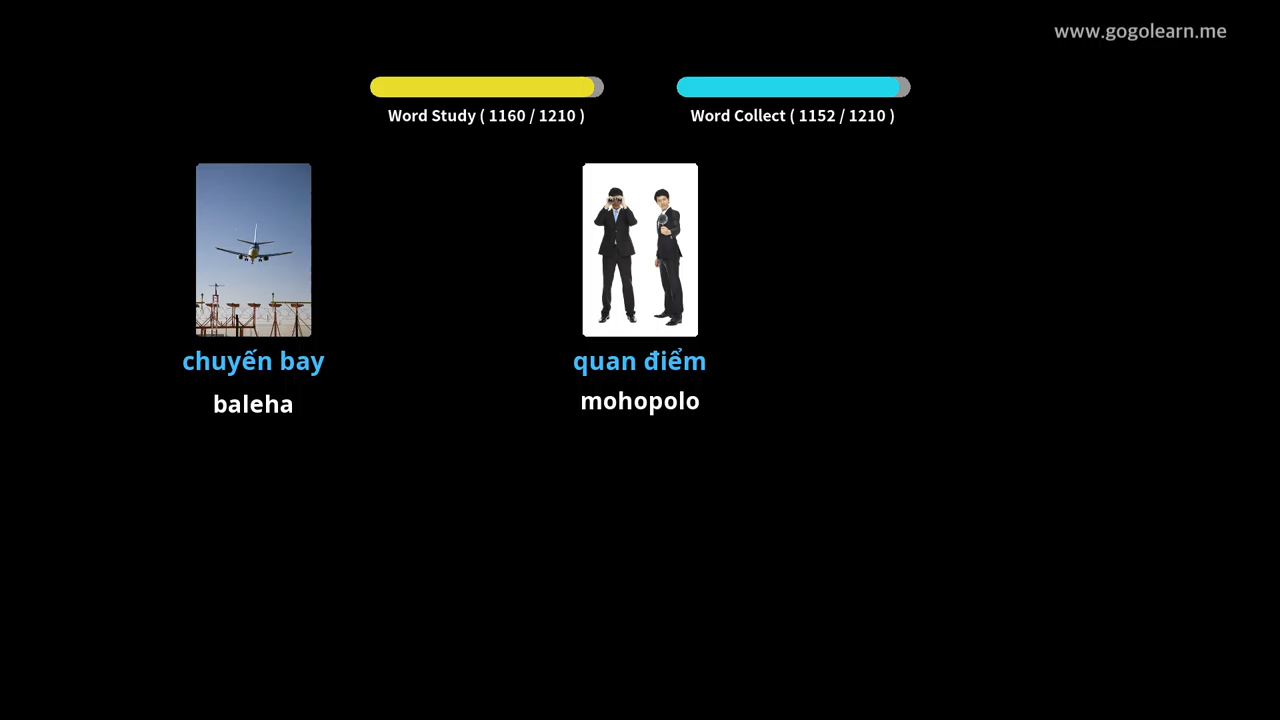 www.gogolearn.me
Word Study ( 1160 / 1210 )
Word Collect ( 1152 / 1210 )
chuyến bay
baleha
quan điểm
mohopolo